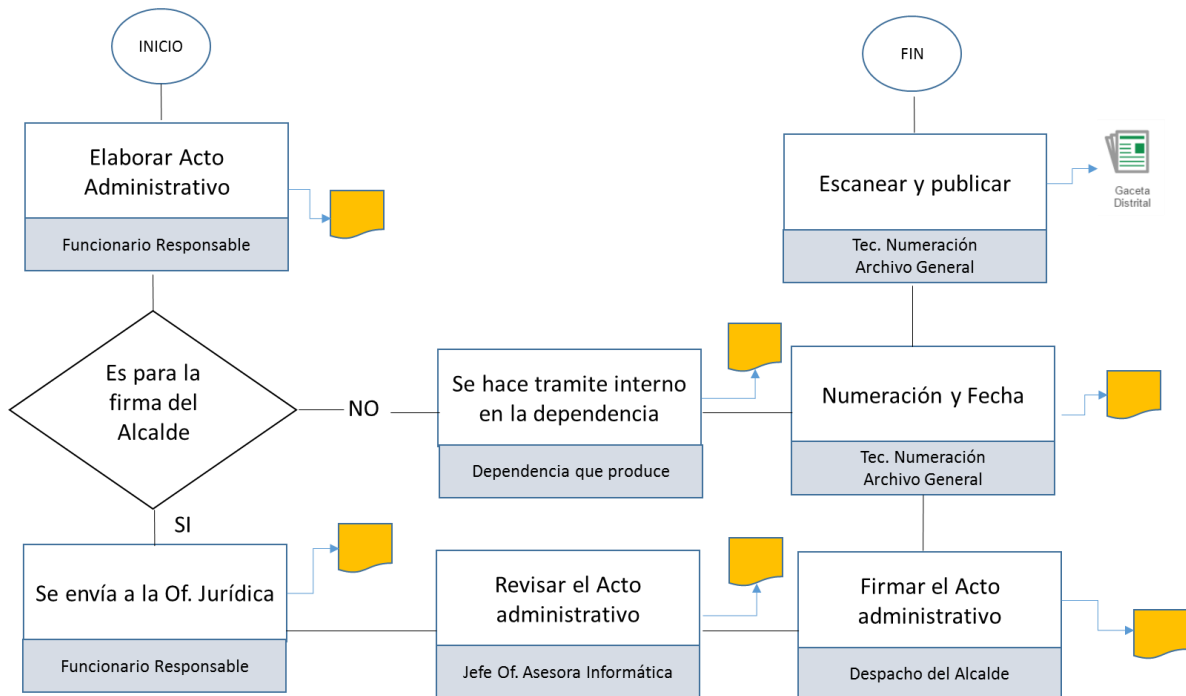 INICIO
Elaborar Acto
Administrativo
Funcionario Responsable
Es para la
firma del
Alcalde
NO
SI
Se hace tramite interno
en la dependencia
Dependencia que produce
Se envía a la Of. Jurídica
Funcionario Responsable
Revisar el Acto
administrativo
Jefe Of. Asesora Informática
Firmar el Acto
administrativo
Despacho del Alcalde
Numeración y Fecha
Tec. Numeración
Archivo General
Escanear y publicar
Tec. Numeración
Archivo General
Gaceta
Distrital
FIN